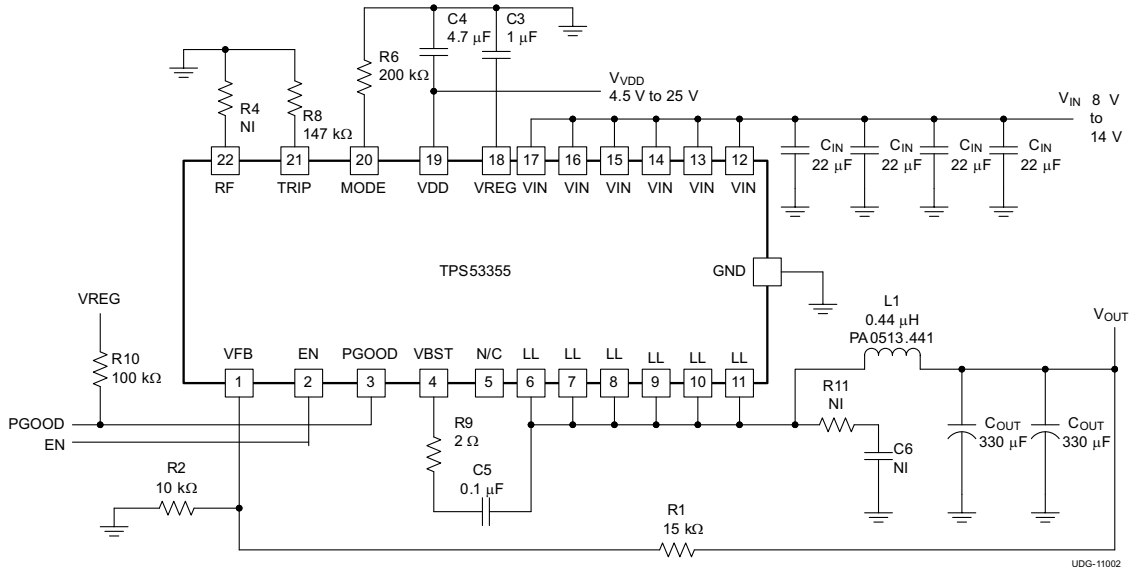 C4
4.7 μF
C3
1 μF
R6
200 kΩ
R4
NI
R8
147 kΩ
VVDD
4.5 V to 25 V
VIN 8 V
to
14 V
CIN
22 μF
CIN
22 μF
CIN
22 μF
CIN
22 μF
22 21 20 19 18 17 16 15 14 13 12
RF TRIP MODE VDD VREG VIN VIN VIN VIN VIN VIN
TPS53355
GND
VREG
R10
100 kΩ
L1
0.44 μH
PA0513.441
VOUT
VFB EN PGOOD VBST N/C LL LL LL LL LL LL
1 2 3 4 5 6 7 8 9 10 11
PGOOD
EN
R9
2 Ω
C5
0.1 μF
R11
NI
C6
NI
COUT
330 μF
COUT
330 μF
R2
10 kΩ
R1
15 kΩ
UDG-11002